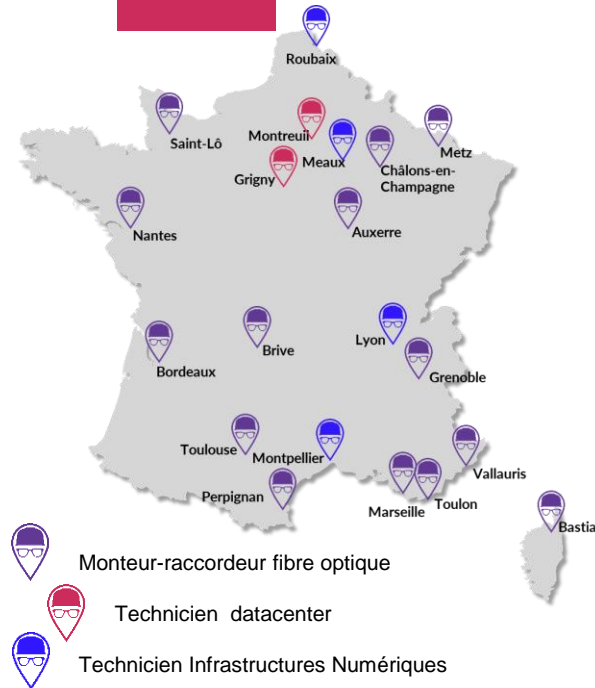 Roubaix
Saint-Lô
Montreuil
Metz
Meaux
Grigny
Châlons-en-
Champagne
Nantes
Auxerre
Lyon
Brive
Bordeaux
Grenoble
Toulouse
Montpellier
Vallauris
Perpignan
Toulon
Marseille
Bastia
Monteur-raccordeur fibre optique
Technicien datacenter
Technicien Infrastructures Numériques